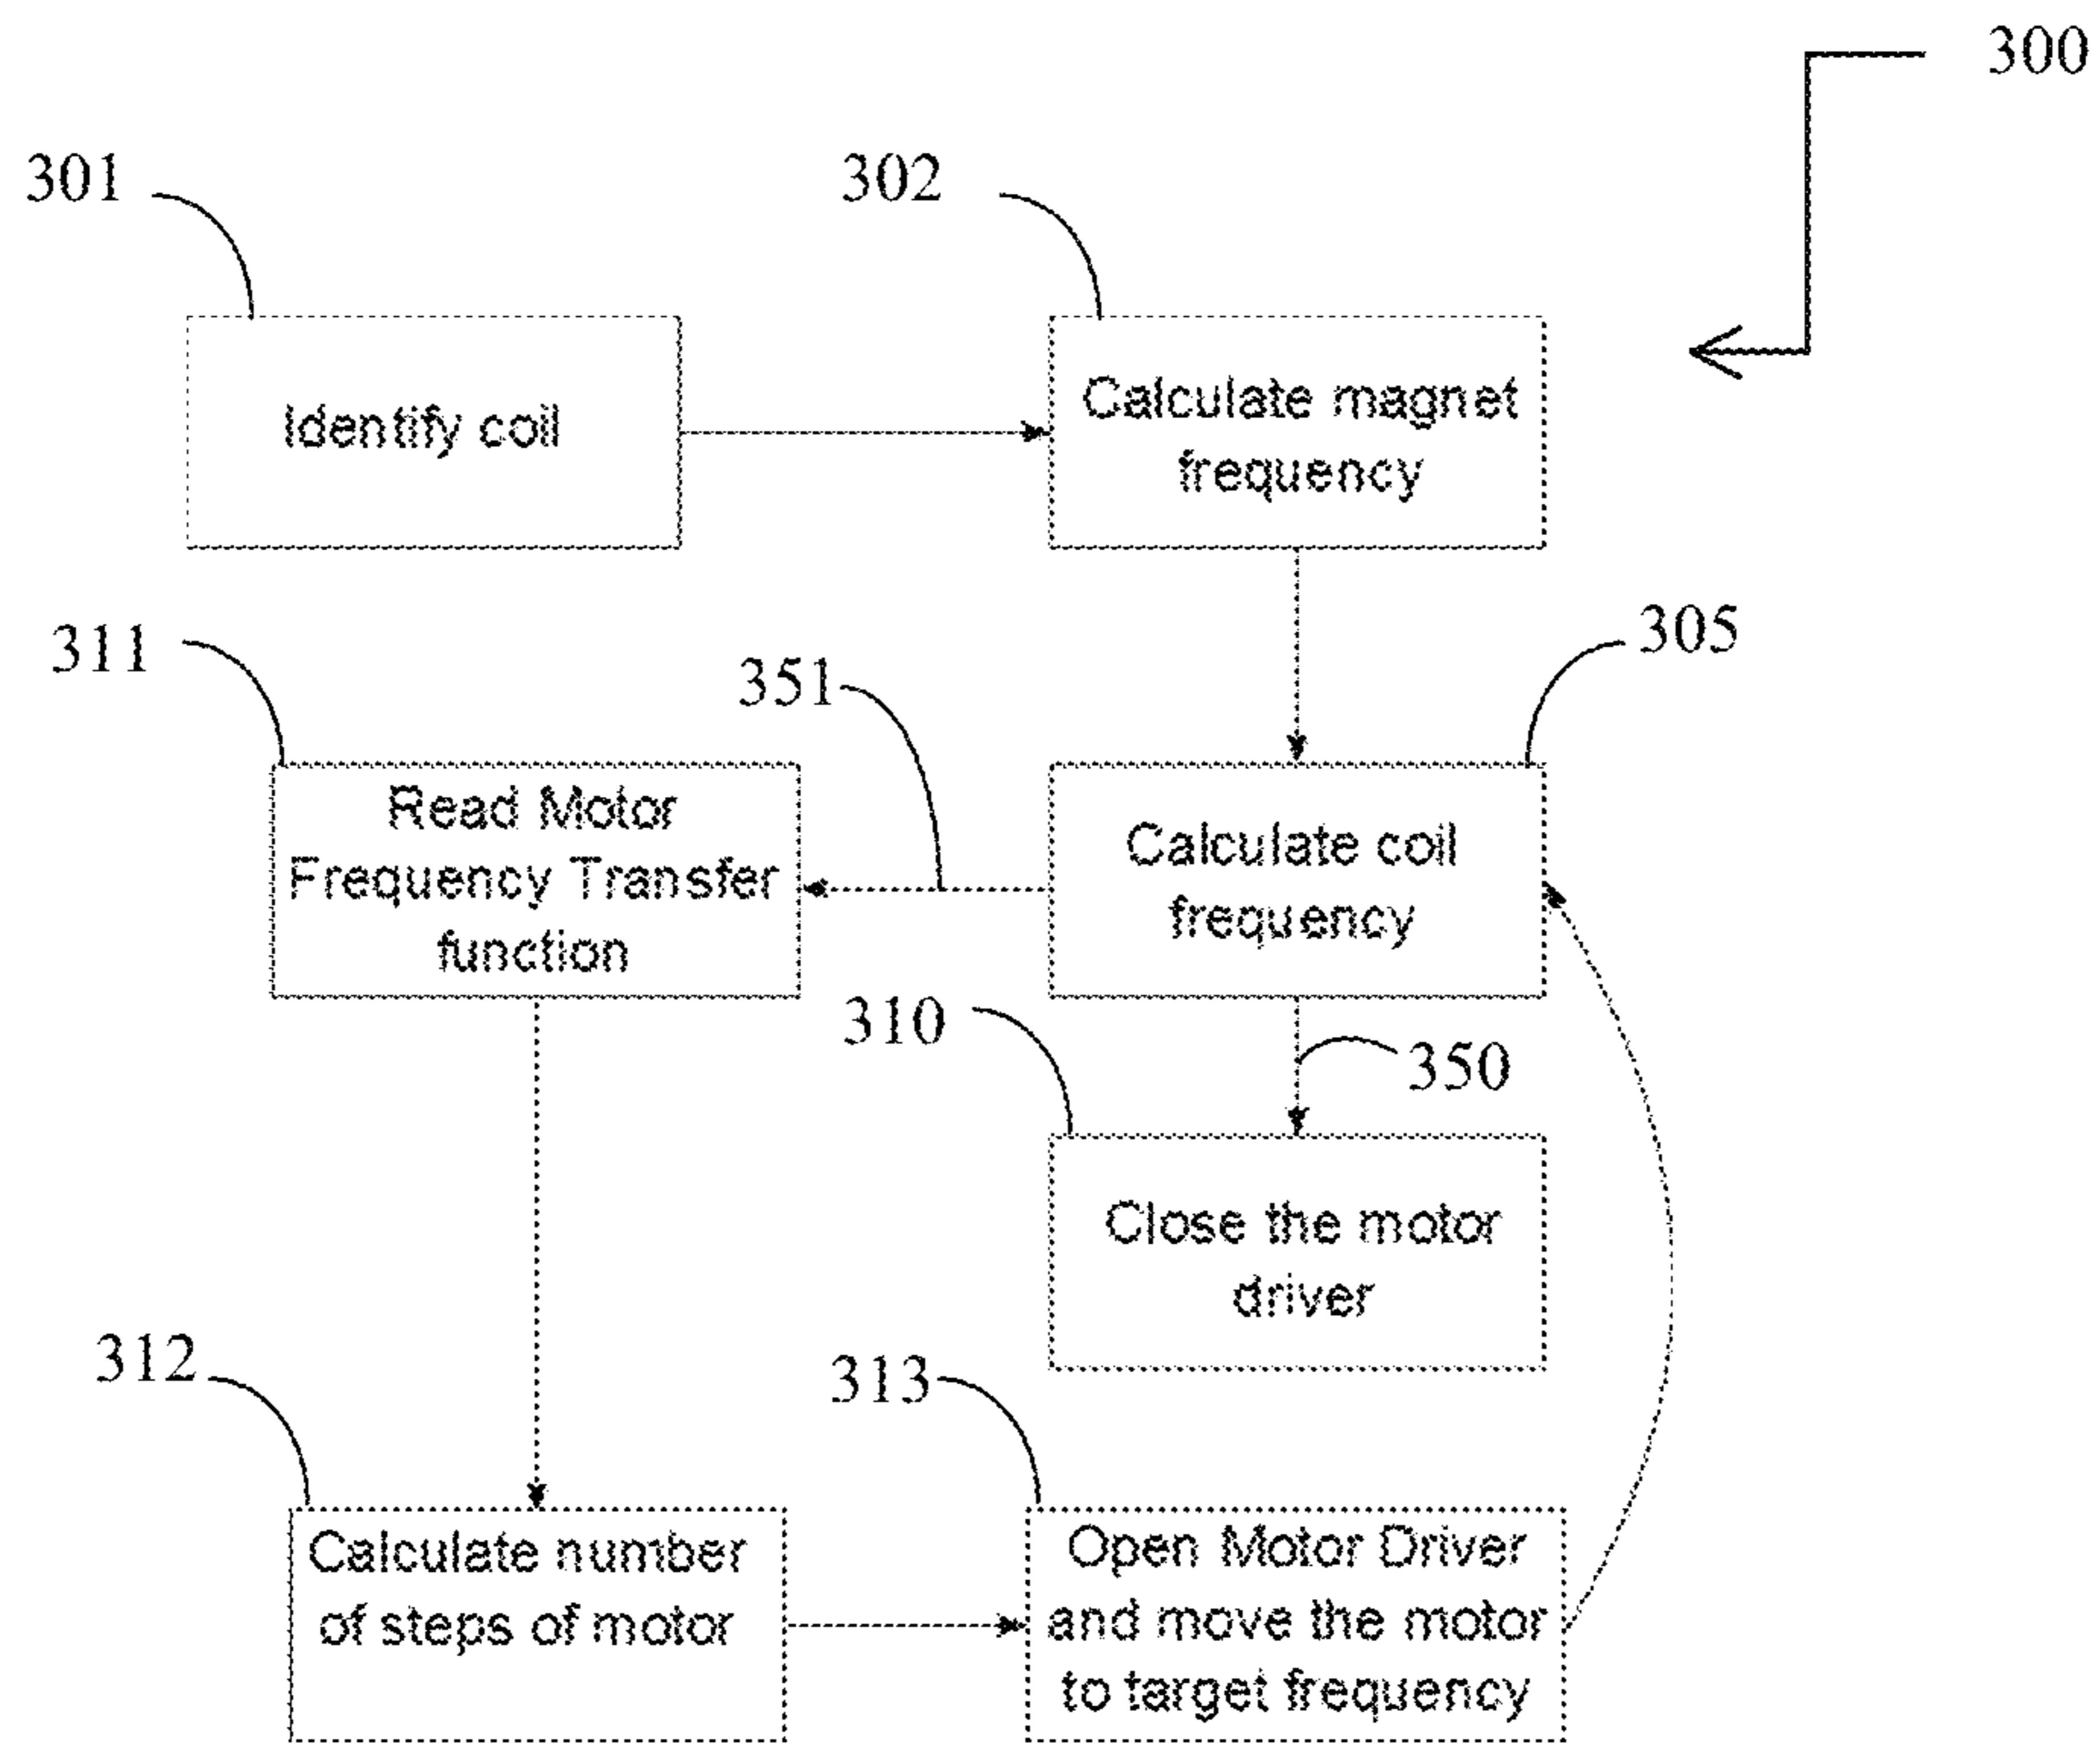 300
301
302
Identify coil
Calculate magnet
frequency
311
351
305
Read Motor
Frequency Transfer
function
Calculate coil
frequency
310
350
Close the motor
driver
312
313
Calculate number
of steps of motor
Open Motor Driver
and move the motor
to target frequency